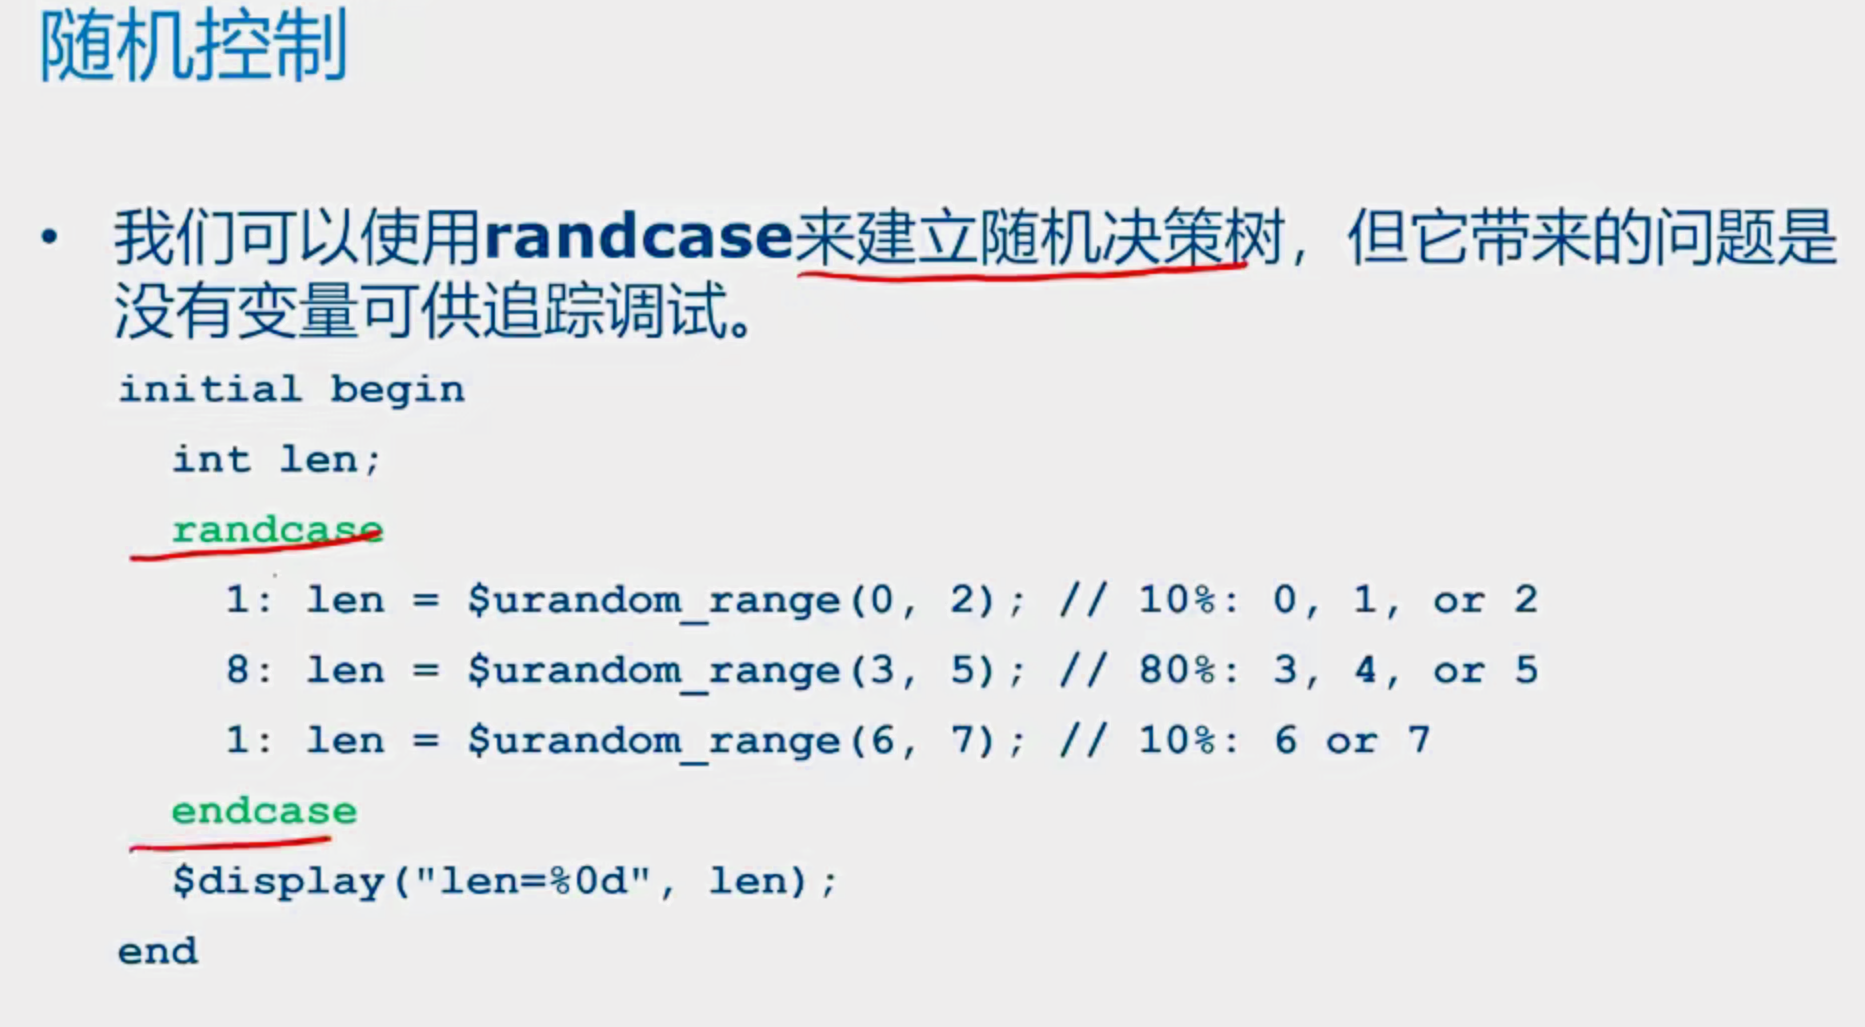 随机控制
• 我们可以使用randcase来建立随机决策树，但它带来的问题是
没有变量可供追踪调试。
initial begin
int len;
randcase
1: len = $urandom_range(0, 2); // 10%: 0, 1, or 2
8: len = $urandom_range(3, 5); // 80%: 3, 4, or 5
1: len = $urandom_range(6, 7); // 10%: 6 or 7
endcase
$display("len=%0d", len);
end